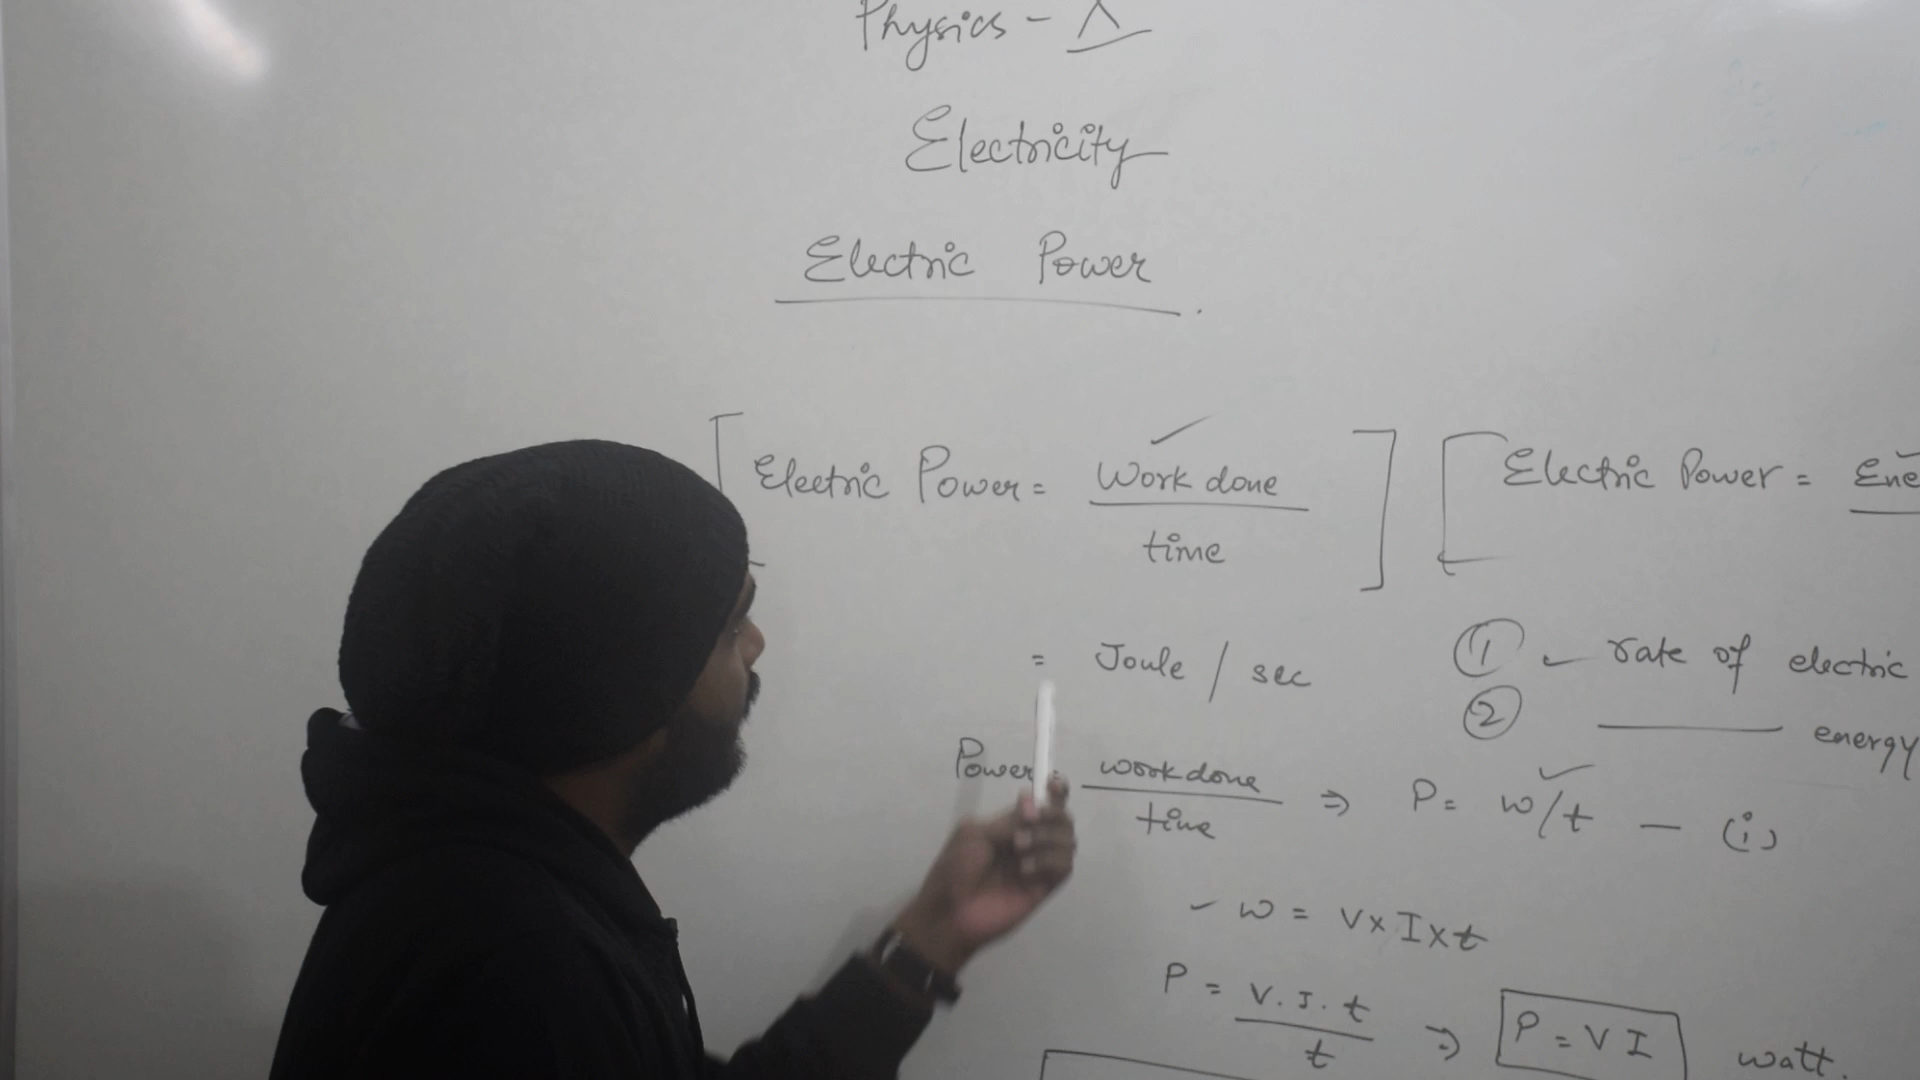 Physics - X
Electricity
Electric Power
Electric Power = Work done / time
Electric Power =
= Joule / sec
① rate of electric
② energy
Power = work done / time ⇒ P = w/t - (i)
w = V x I x t
P = V. I. t / t ⇒ P = V I watt.